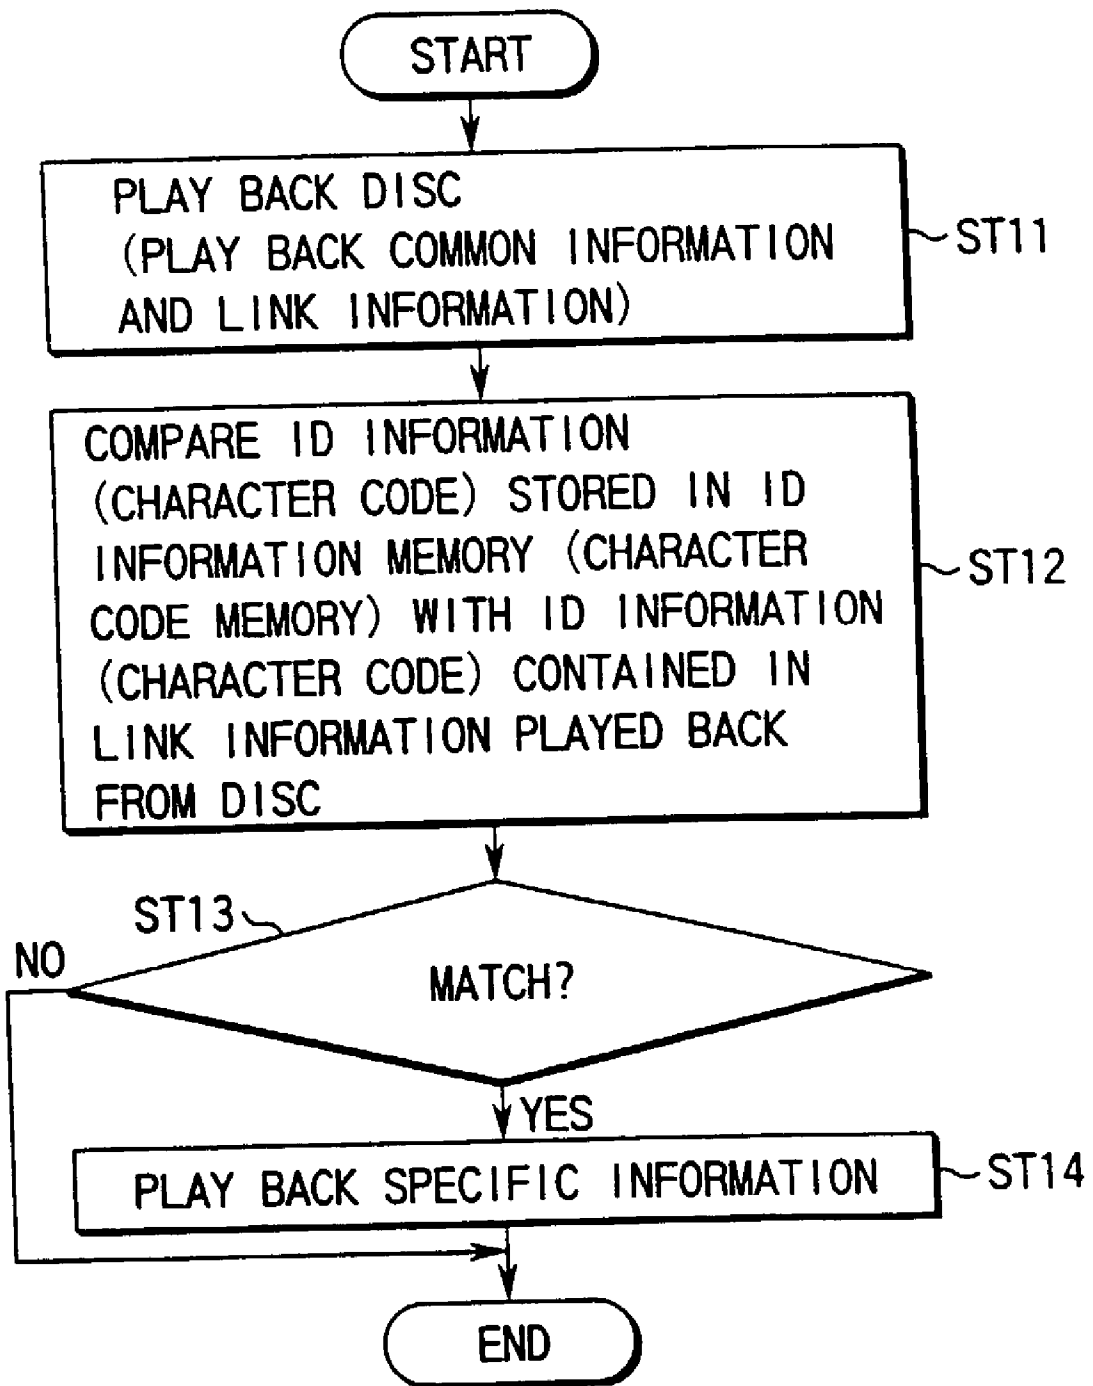 START
PLAY BACK DISC
(PLAY BACK COMMON INFORMATION
AND LINK INFORMATION)
ST11
COMPARE ID INFORMATION
(CHARACTER CODE) STORED IN ID
INFORMATION MEMORY (CHARACTER
CODE MEMORY) WITH ID INFORMATION
(CHARACTER CODE) CONTAINED IN
LINK INFORMATION PLAYED BACK
FROM DISC
ST12
ST13
NO
MATCH?
YES
PLAY BACK SPECIFIC INFORMATION
ST14
END